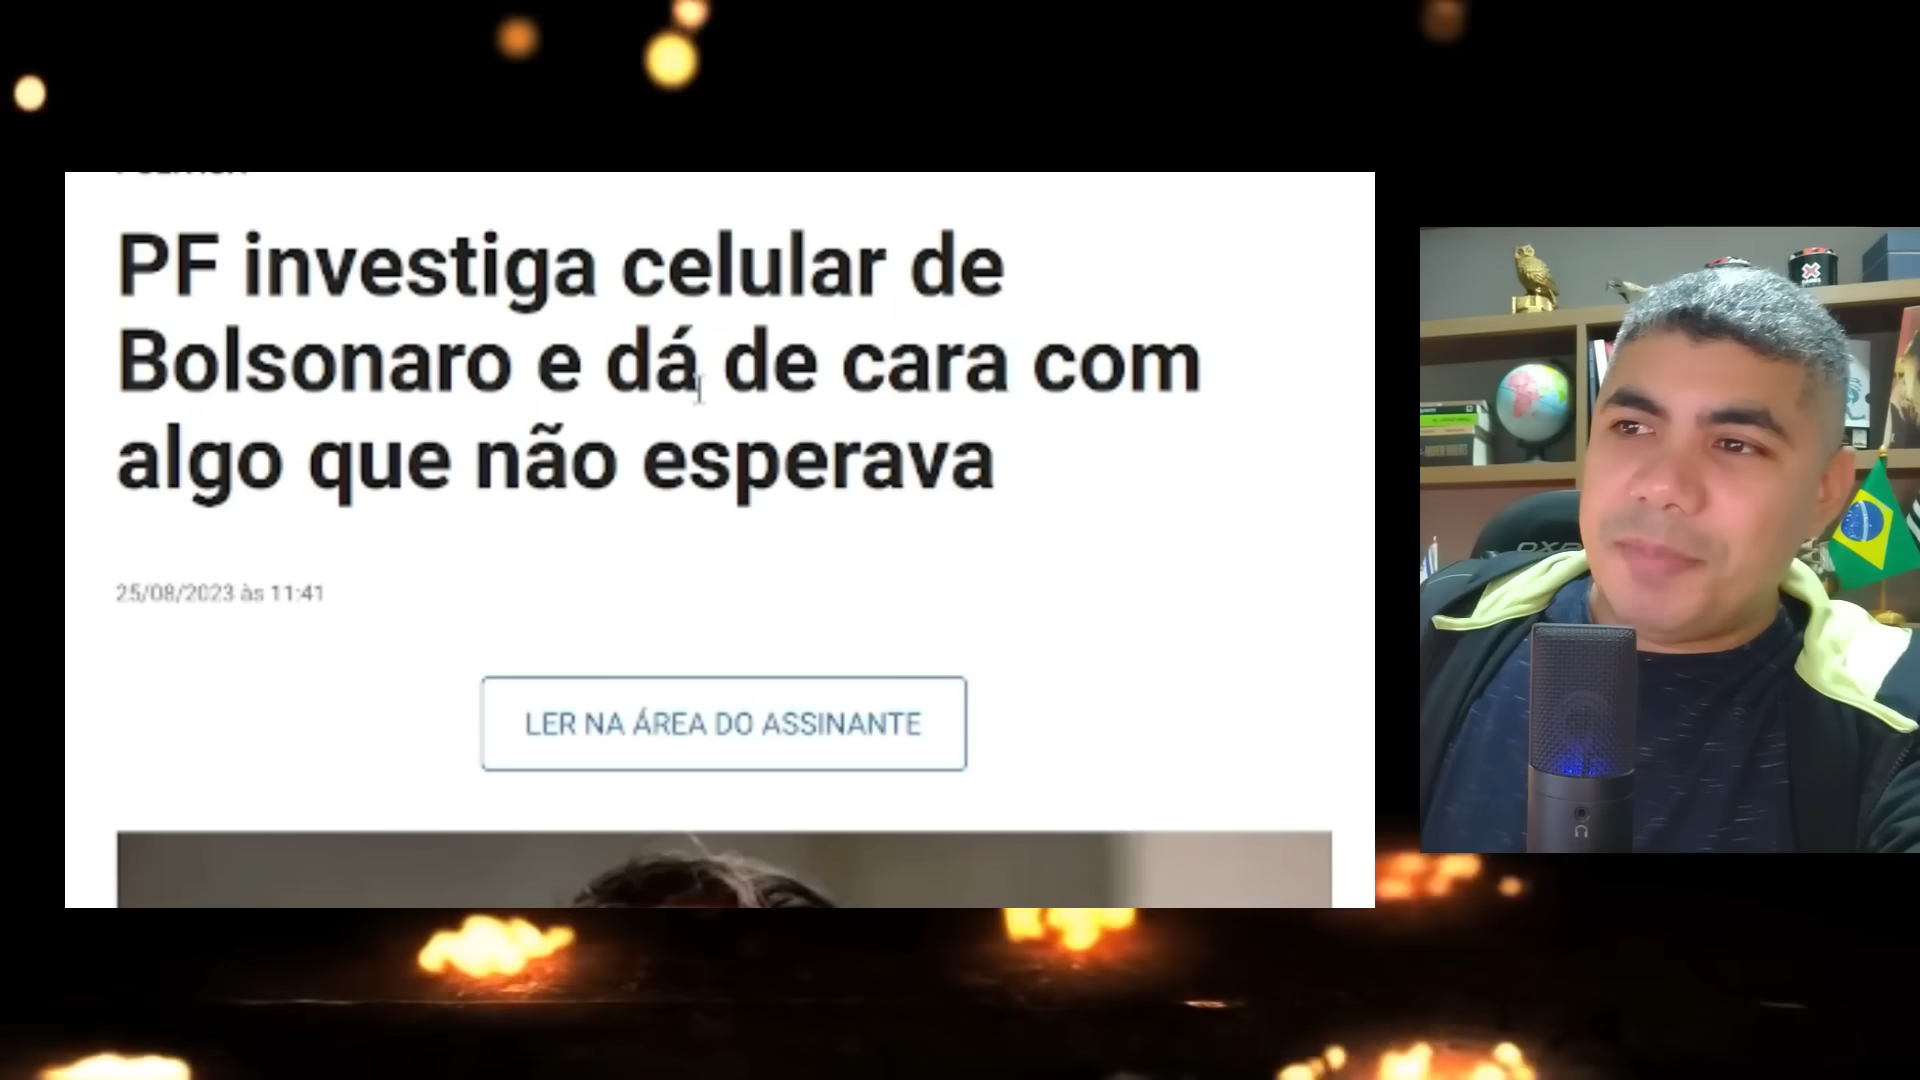 PF investiga celular de
Bolsonaro e dá de cara com
algo que não esperava
25/08/2023 às 11:41
LER NA ÁREA DO ASSINANTE